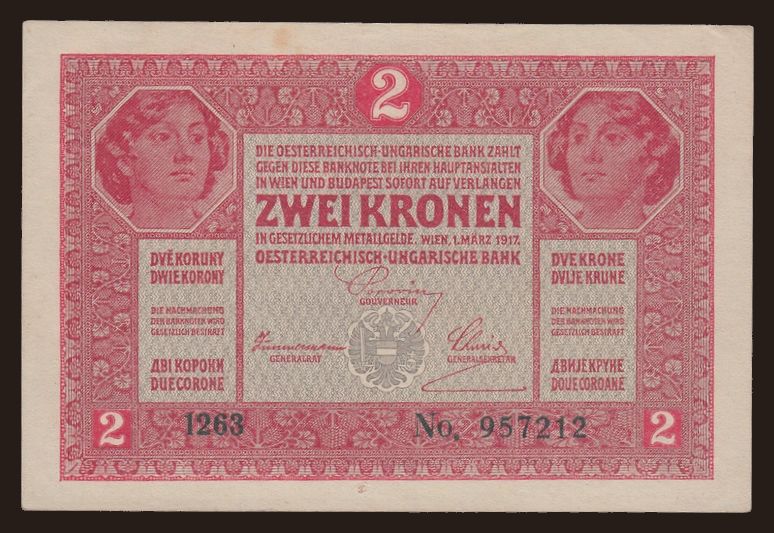 2
DIE OESTERREICHISCH-UNGARISCHE BANK ZAHLT
GEGEN DIESE BANKNOTE BEI IHREN HAUPTANSTALTEN
IN WIEN UND BUDAPEST SOFORT AUF VERLANGEN
ZWEI KRONEN
IN GESETZLICHEM METALLGELDE. WIEN, 1. MÄRZ 1917.
OESTERREICHISCH-UNGARISCHE BANK
GOUVERNEUR
GENERALRAT
GENERALSEKRETÄR
DVĚ KORUNY
DWIE KORONY
DIE NACHMACHUNG
DER BANKNOTEN WIRD
GESETZLICH BESTRAFT
ДВІ КОРОНИ
DUE CORONE
DVE KRONE
DVIJE KRUNE
DIE NACHMACHUNG
DER BANKNOTEN WIRD
GESETZLICH BESTRAFT
ДВИЈЕ КРУНЕ
DOUE COROANE
2
1263
No. 957212
2